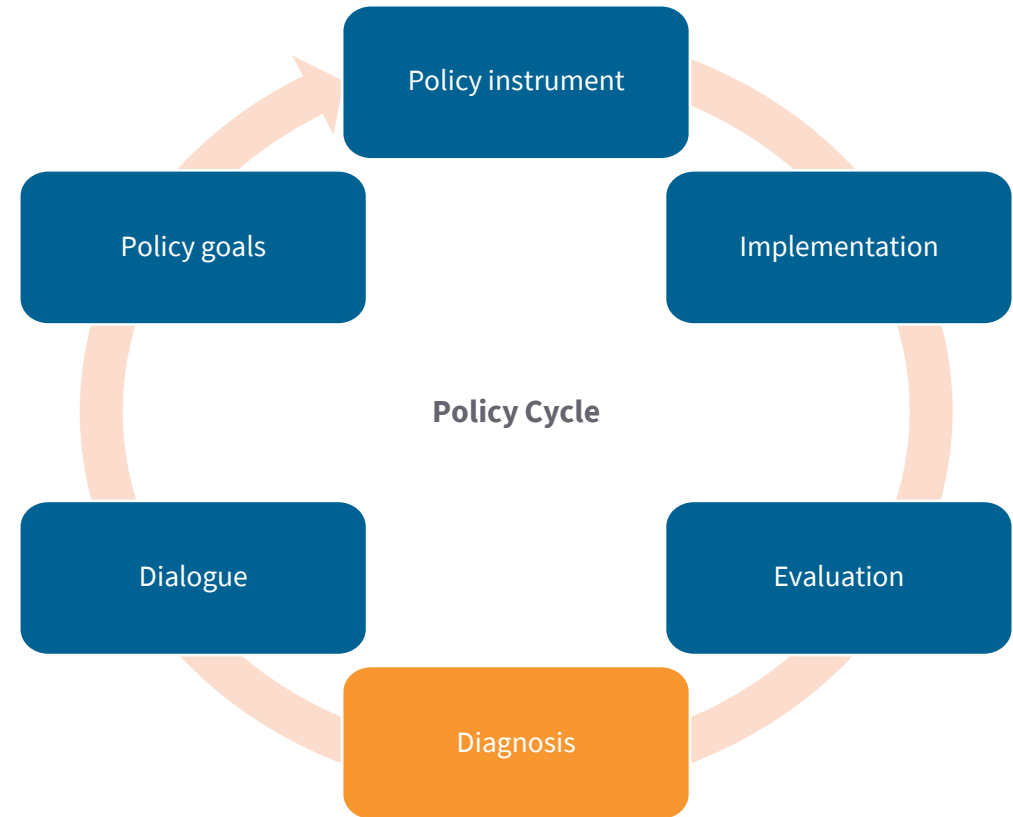 Policy instrument
Policy goals
Implementation
Policy Cycle
Dialogue
Evaluation
Diagnosis